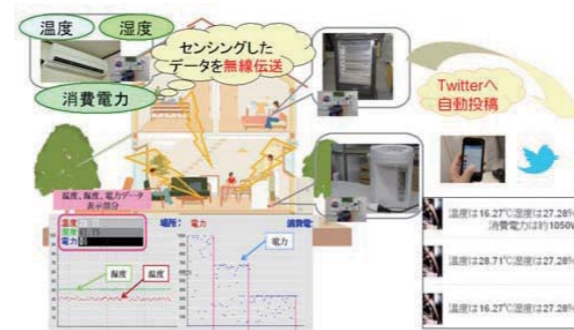 温度
湿度
センシングした
データを無線伝送
消費電力
Twitterへ
自動投稿
温度、湿度、電力データ
表示部分
温度
湿度
電力
場所：
電力
消費電
電力
湿度
温度
温度は16.27℃湿度は27.28%
消費電力は約1050W
温度は28.71℃湿度は27.28%
温度は16.27℃湿度は27.28%